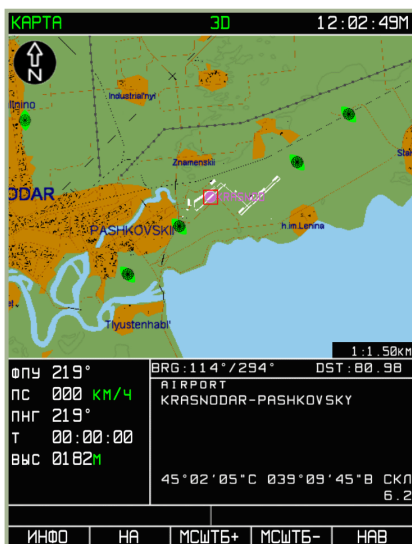 КАРТА 3D 12:02:49М
N
Industrial'nyi
Znamenskii
ODAR
PASHKOVSKII
h.im.Lenina
Tlyustenhabl'
1:1.50км
ФПУ 219°
ПС 000 КМ/Ч
ПНГ 219°
Т 00:00:00
ВЫС 0182М
BRG:114°/294° DST:80.98
AIRPORT
KRASNODAR-PASHKOVSKY
45°02'05"С 039°09'45"В СКЛ
6.2
ИНФО НА МСШТБ+ МСШТБ- НАВ